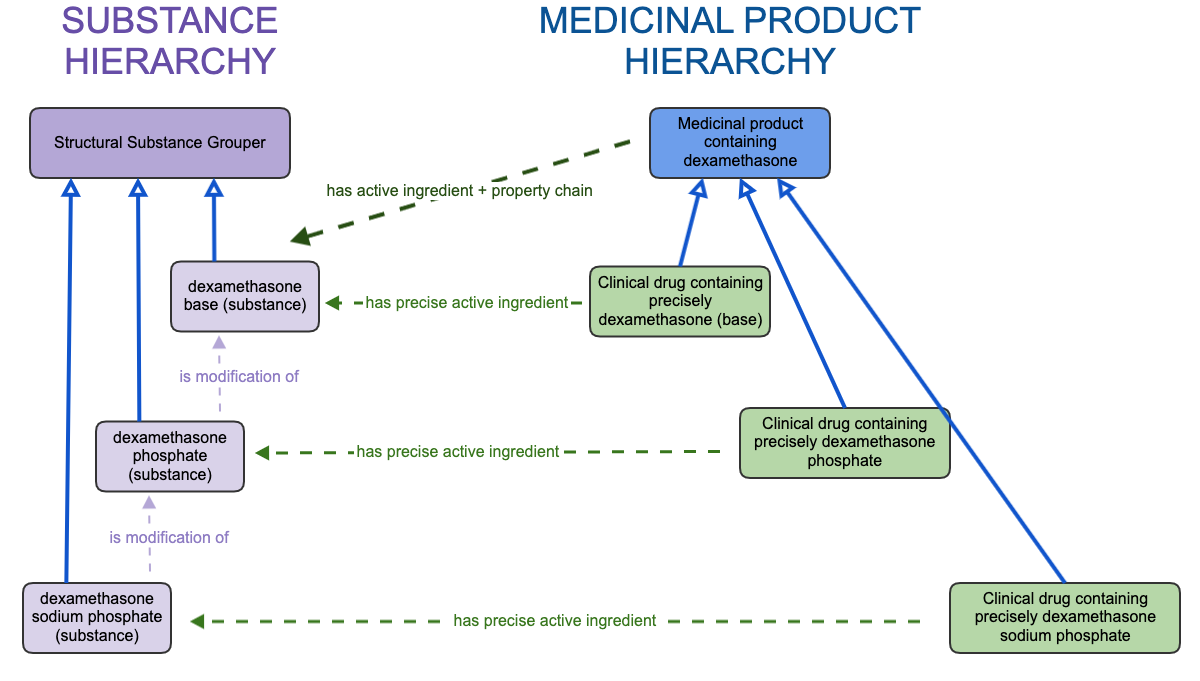 SUBSTANCE
HIERARCHY
MEDICINAL PRODUCT
HIERARCHY
Structural Substance Grouper
Medicinal product
containing
dexamethasone
has active ingredient + property chain
dexamethasone
base (substance)
has precise active ingredient
Clinical drug containing
precisely
dexamethasone (base)
is modification of
dexamethasone
phosphate
(substance)
has precise active ingredient
Clinical drug containing
precisely dexamethasone
phosphate
is modification of
dexamethasone
sodium phosphate
(substance)
has precise active ingredient
Clinical drug containing
precisely dexamethasone
sodium phosphate